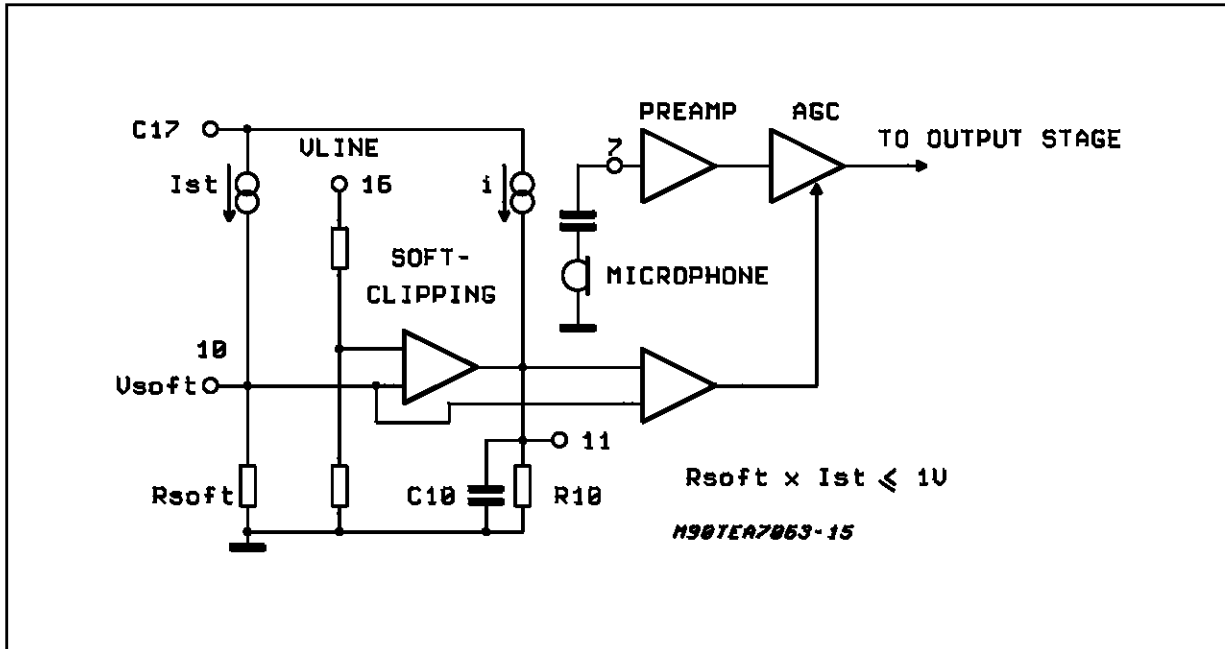 PREAMP
AGC
C17
TO OUTPUT STAGE
VLINE
7
Ist
16
i
SOFT-
CLIPPING
MICROPHONE
10
Vsoft
11
Rsoft
C10
R10
Rsoft x Ist ⩽ 1V
M90TEA7063-15